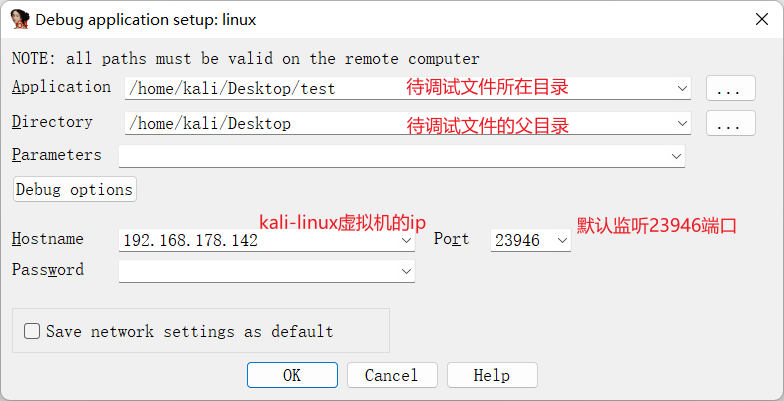 Debug application setup: linux
NOTE: all paths must be valid on the remote computer
Application /home/kali/Desktop/test 待调试文件所在目录 ...
Directory /home/kali/Desktop 待调试文件的父目录 ...
Parameters
Debug options
kali-linux虚拟机的ip 默认监听23946端口
Hostname 192.168.178.142 Port 23946
Password
Save network settings as default
OK Cancel Help